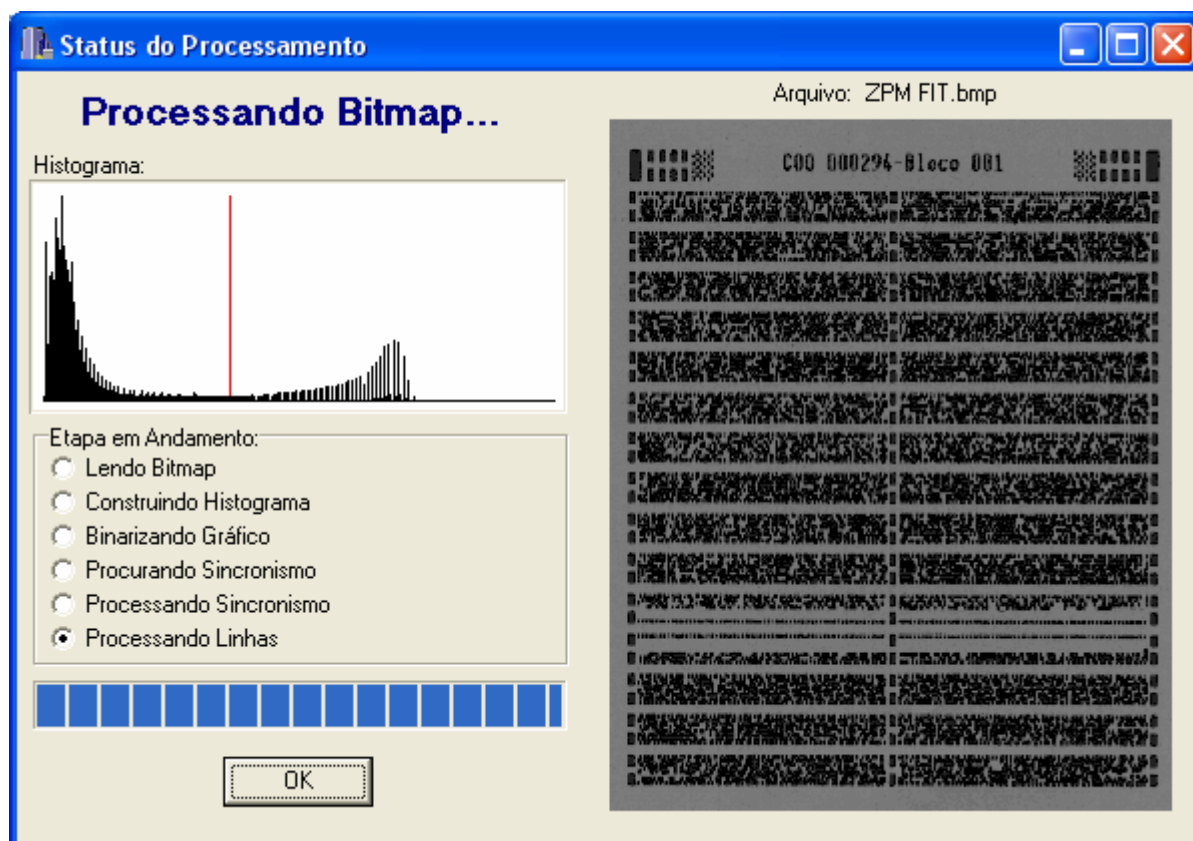 Status do Processamento
Processando Bitmap...
Histograma:
Etapa em Andamento:
Lendo Bitmap
Construindo Histograma
Binarizando Gráfico
Procurando Sincronismo
Processando Sincronismo
Processando Linhas
OK
Arquivo: ZPM FIT.bmp
COO 000294-Bloco 001